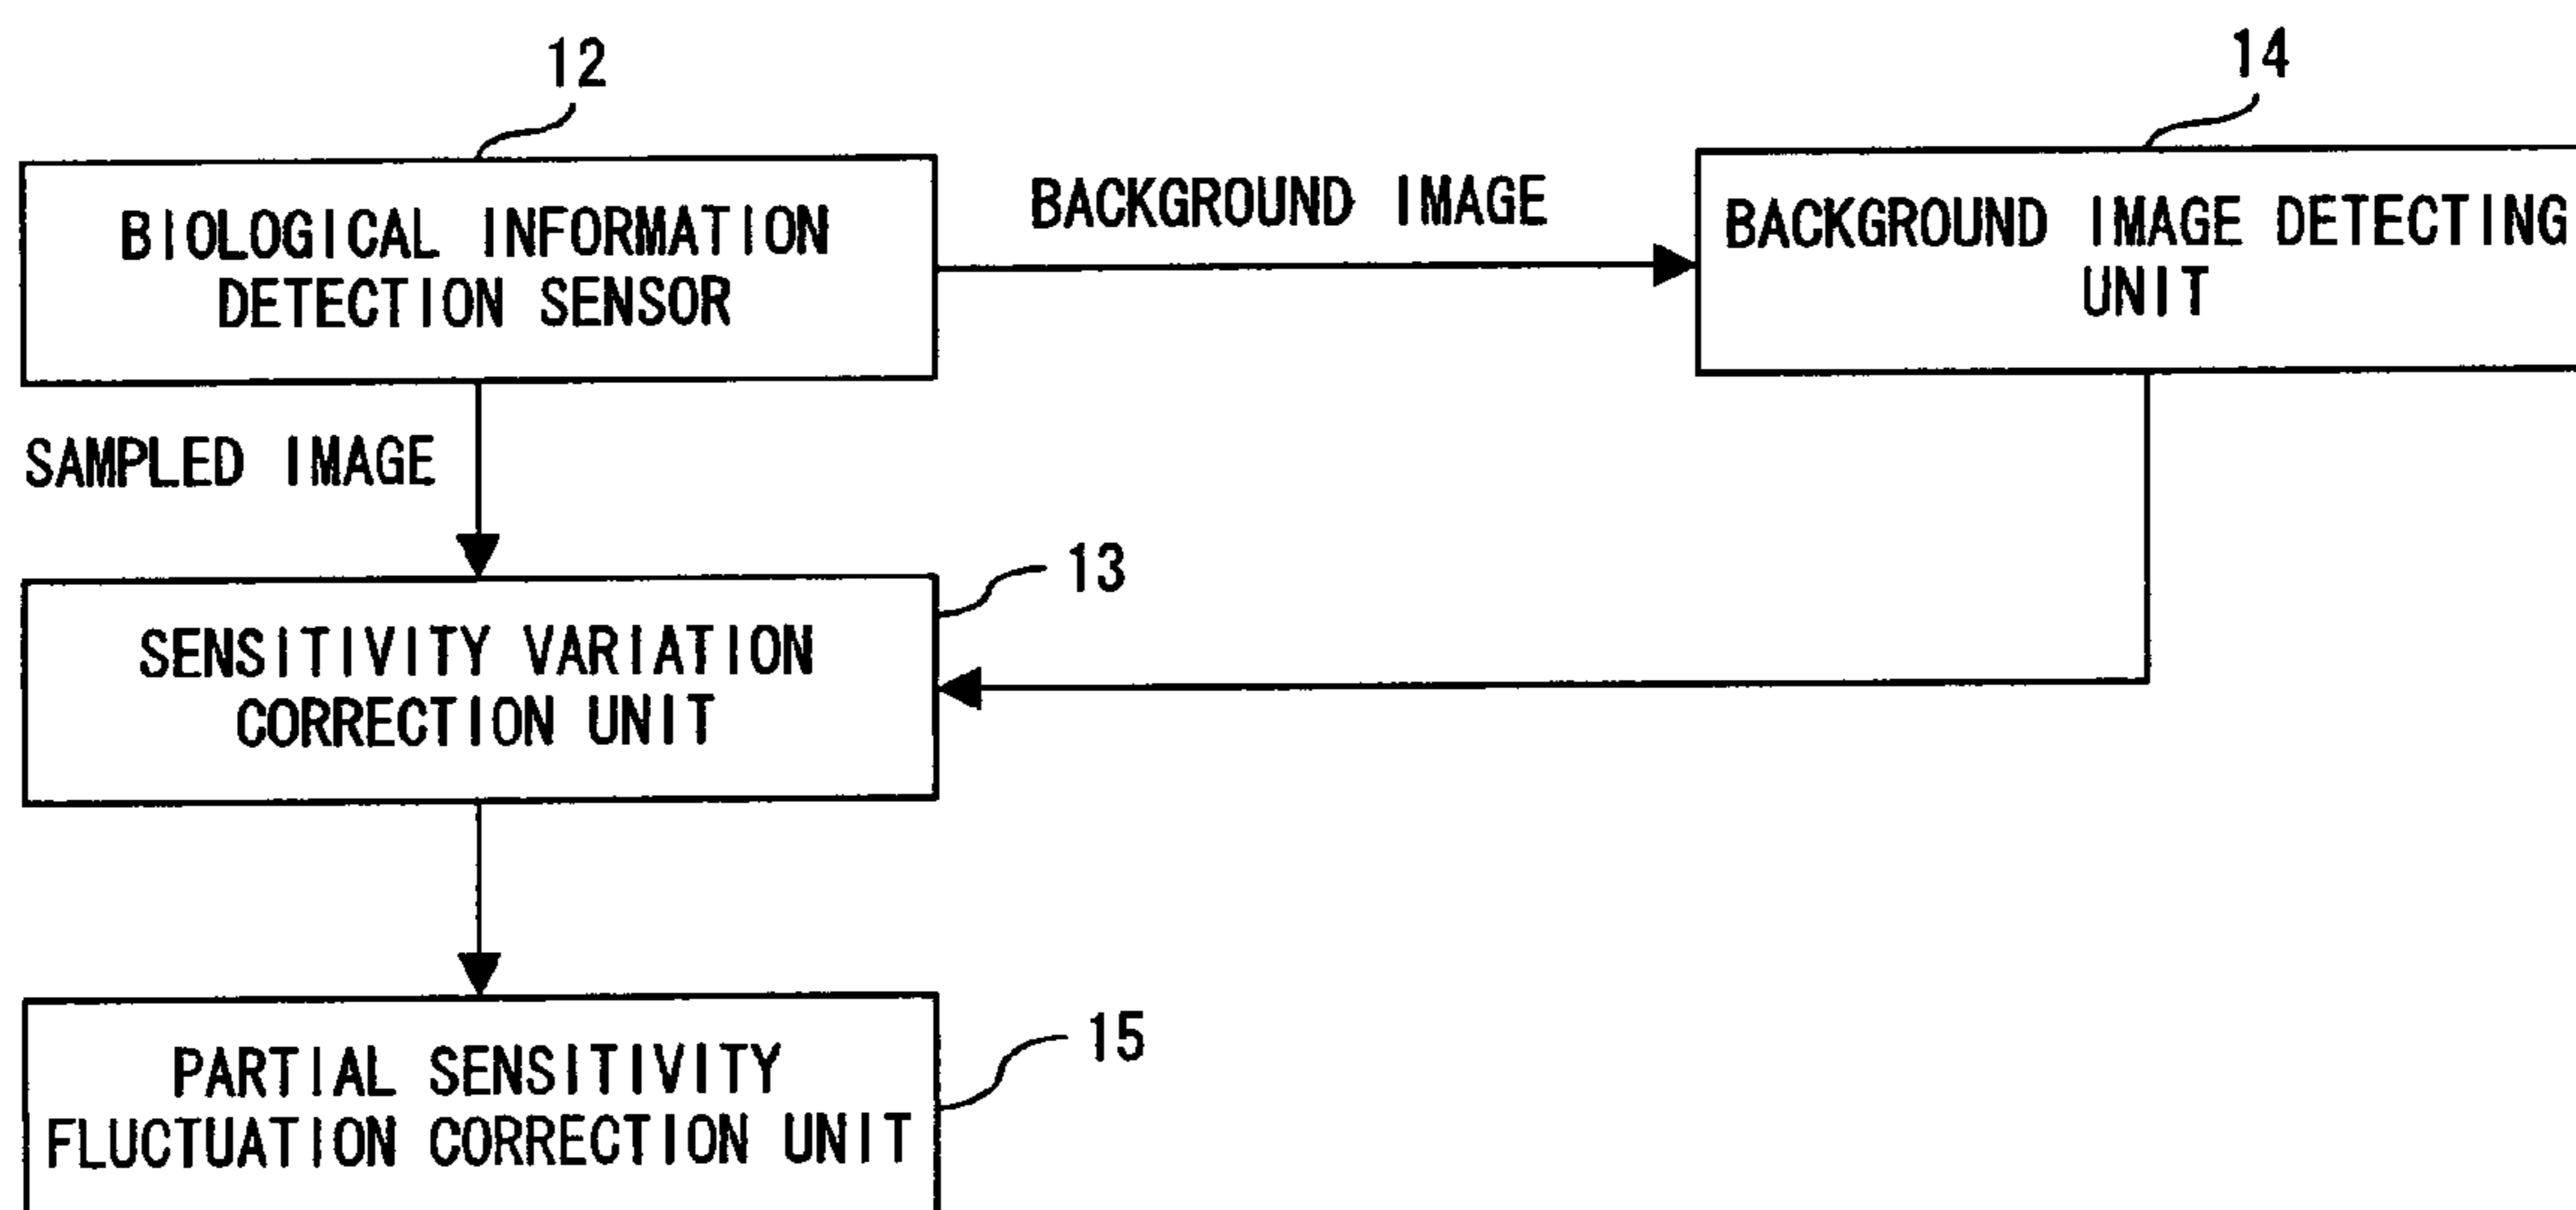 12
14
BIOLOGICAL INFORMATION
DETECTION SENSOR
BACKGROUND IMAGE
BACKGROUND IMAGE DETECTING
UNIT
SAMPLED IMAGE
13
SENSITIVITY VARIATION
CORRECTION UNIT
15
PARTIAL SENSITIVITY
FLUCTUATION CORRECTION UNIT